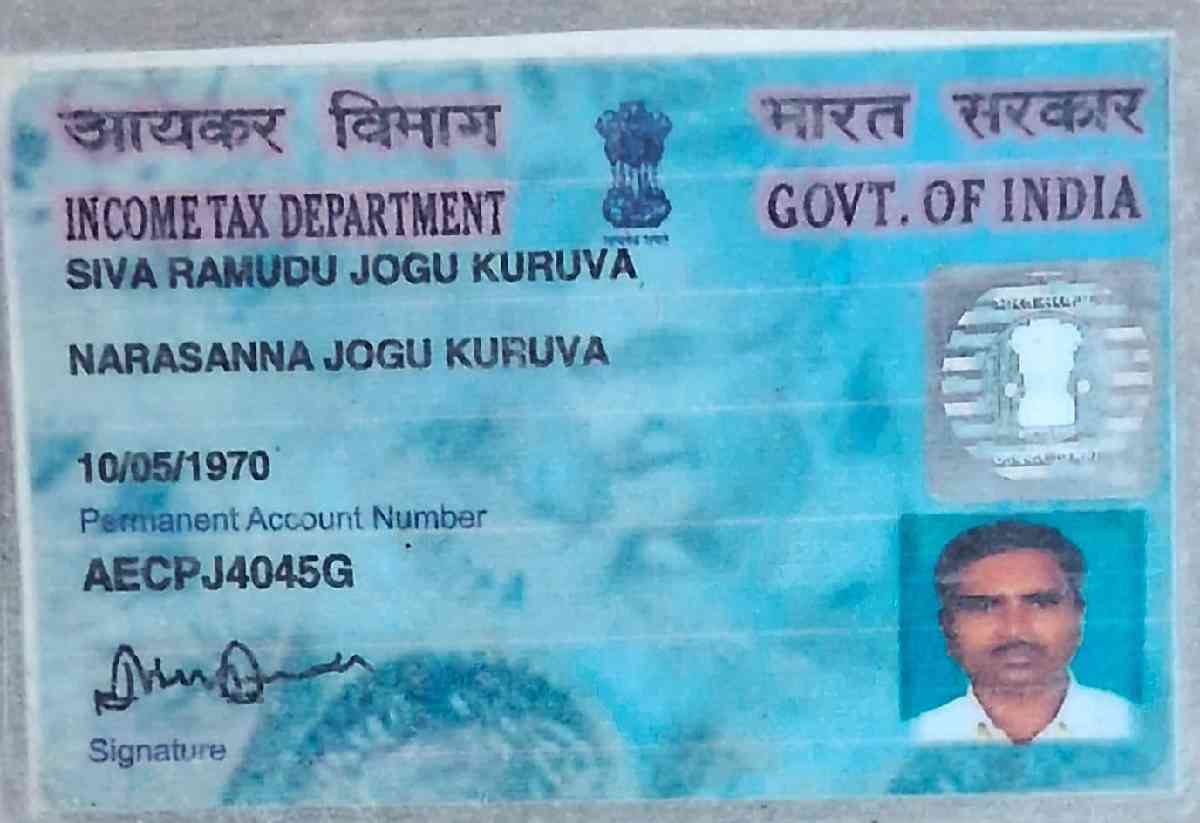 आयकर विभाग
भारत सरकार
INCOME TAX DEPARTMENT
GOVT. OF INDIA
SIVA RAMUDU JOGU KURUVA
NARASANNA JOGU KURUVA
10/05/1970
Permanent Account Number
AECPJ4045G
Signature